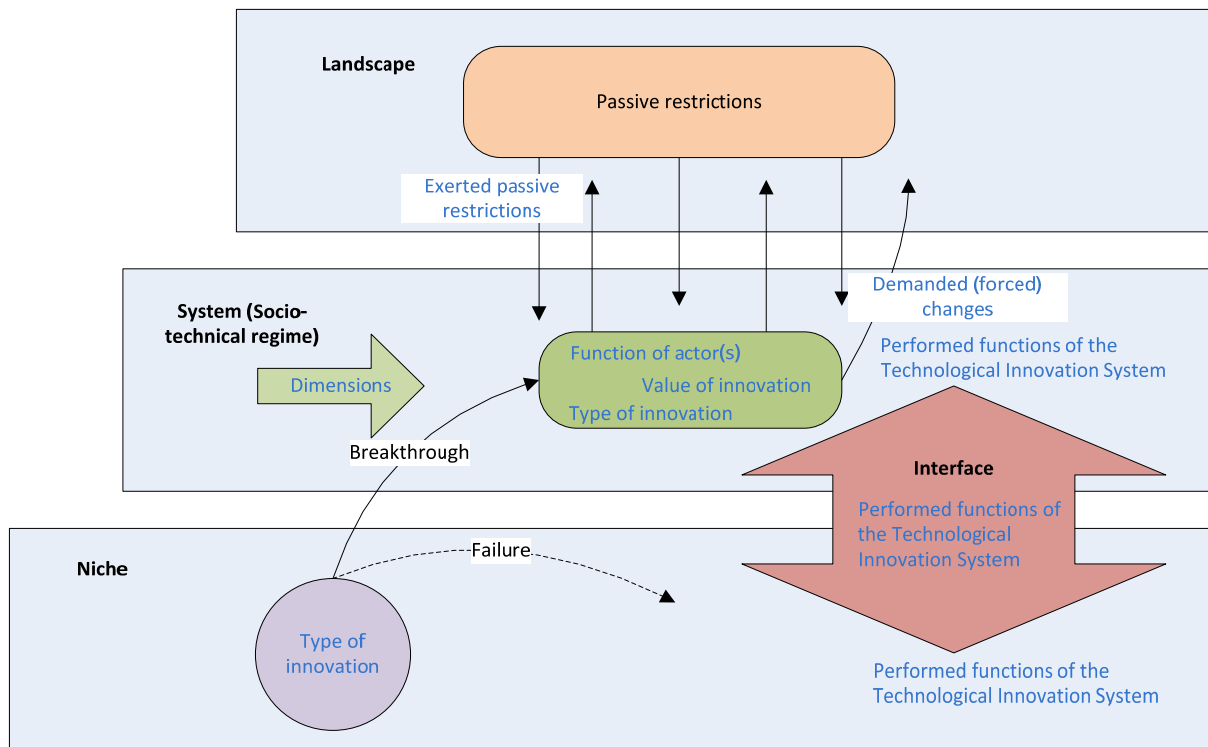 Landscape
Passive restrictions
Exerted passive
restrictions
System (Socio-
technical regime)
Demanded (forced)
changes
Performed functions of the
Technological Innovation System
Dimensions
Function of actor(s)
Value of innovation
Type of innovation
Breakthrough
Interface
Performed functions of
the Technological
Innovation System
Niche
Failure
Type of
innovation
Performed functions of the
Technological Innovation System